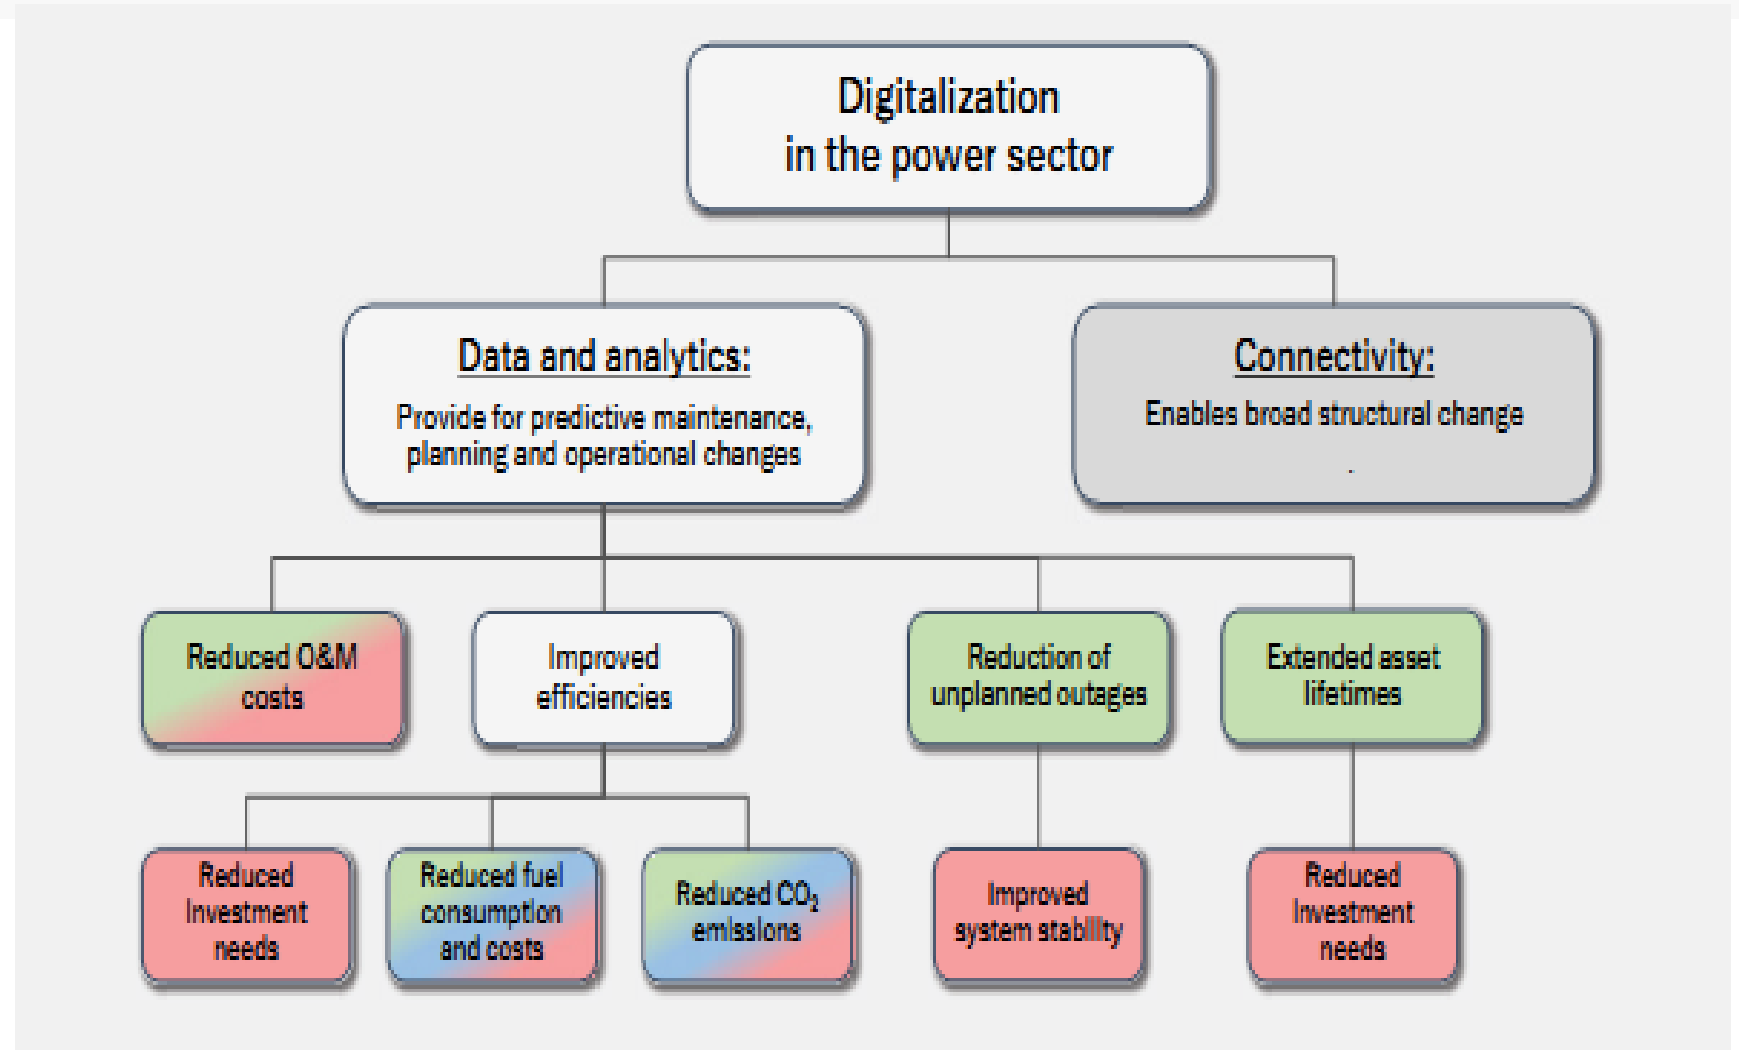 Digitalization
in the power sector
Data and analytics:
Provide for predictive maintenance,
planning and operational changes
Connectivity:
Enables broad structural change
.
Reduced O&M
costs
Improved
efficiencies
Reduction of
unplanned outages
Extended asset
lifetimes
Reduced
Investment
needs
Reduced fuel
consumption
and costs
Reduced CO₂
emissions
Improved
system stability
Reduced
Investment
needs